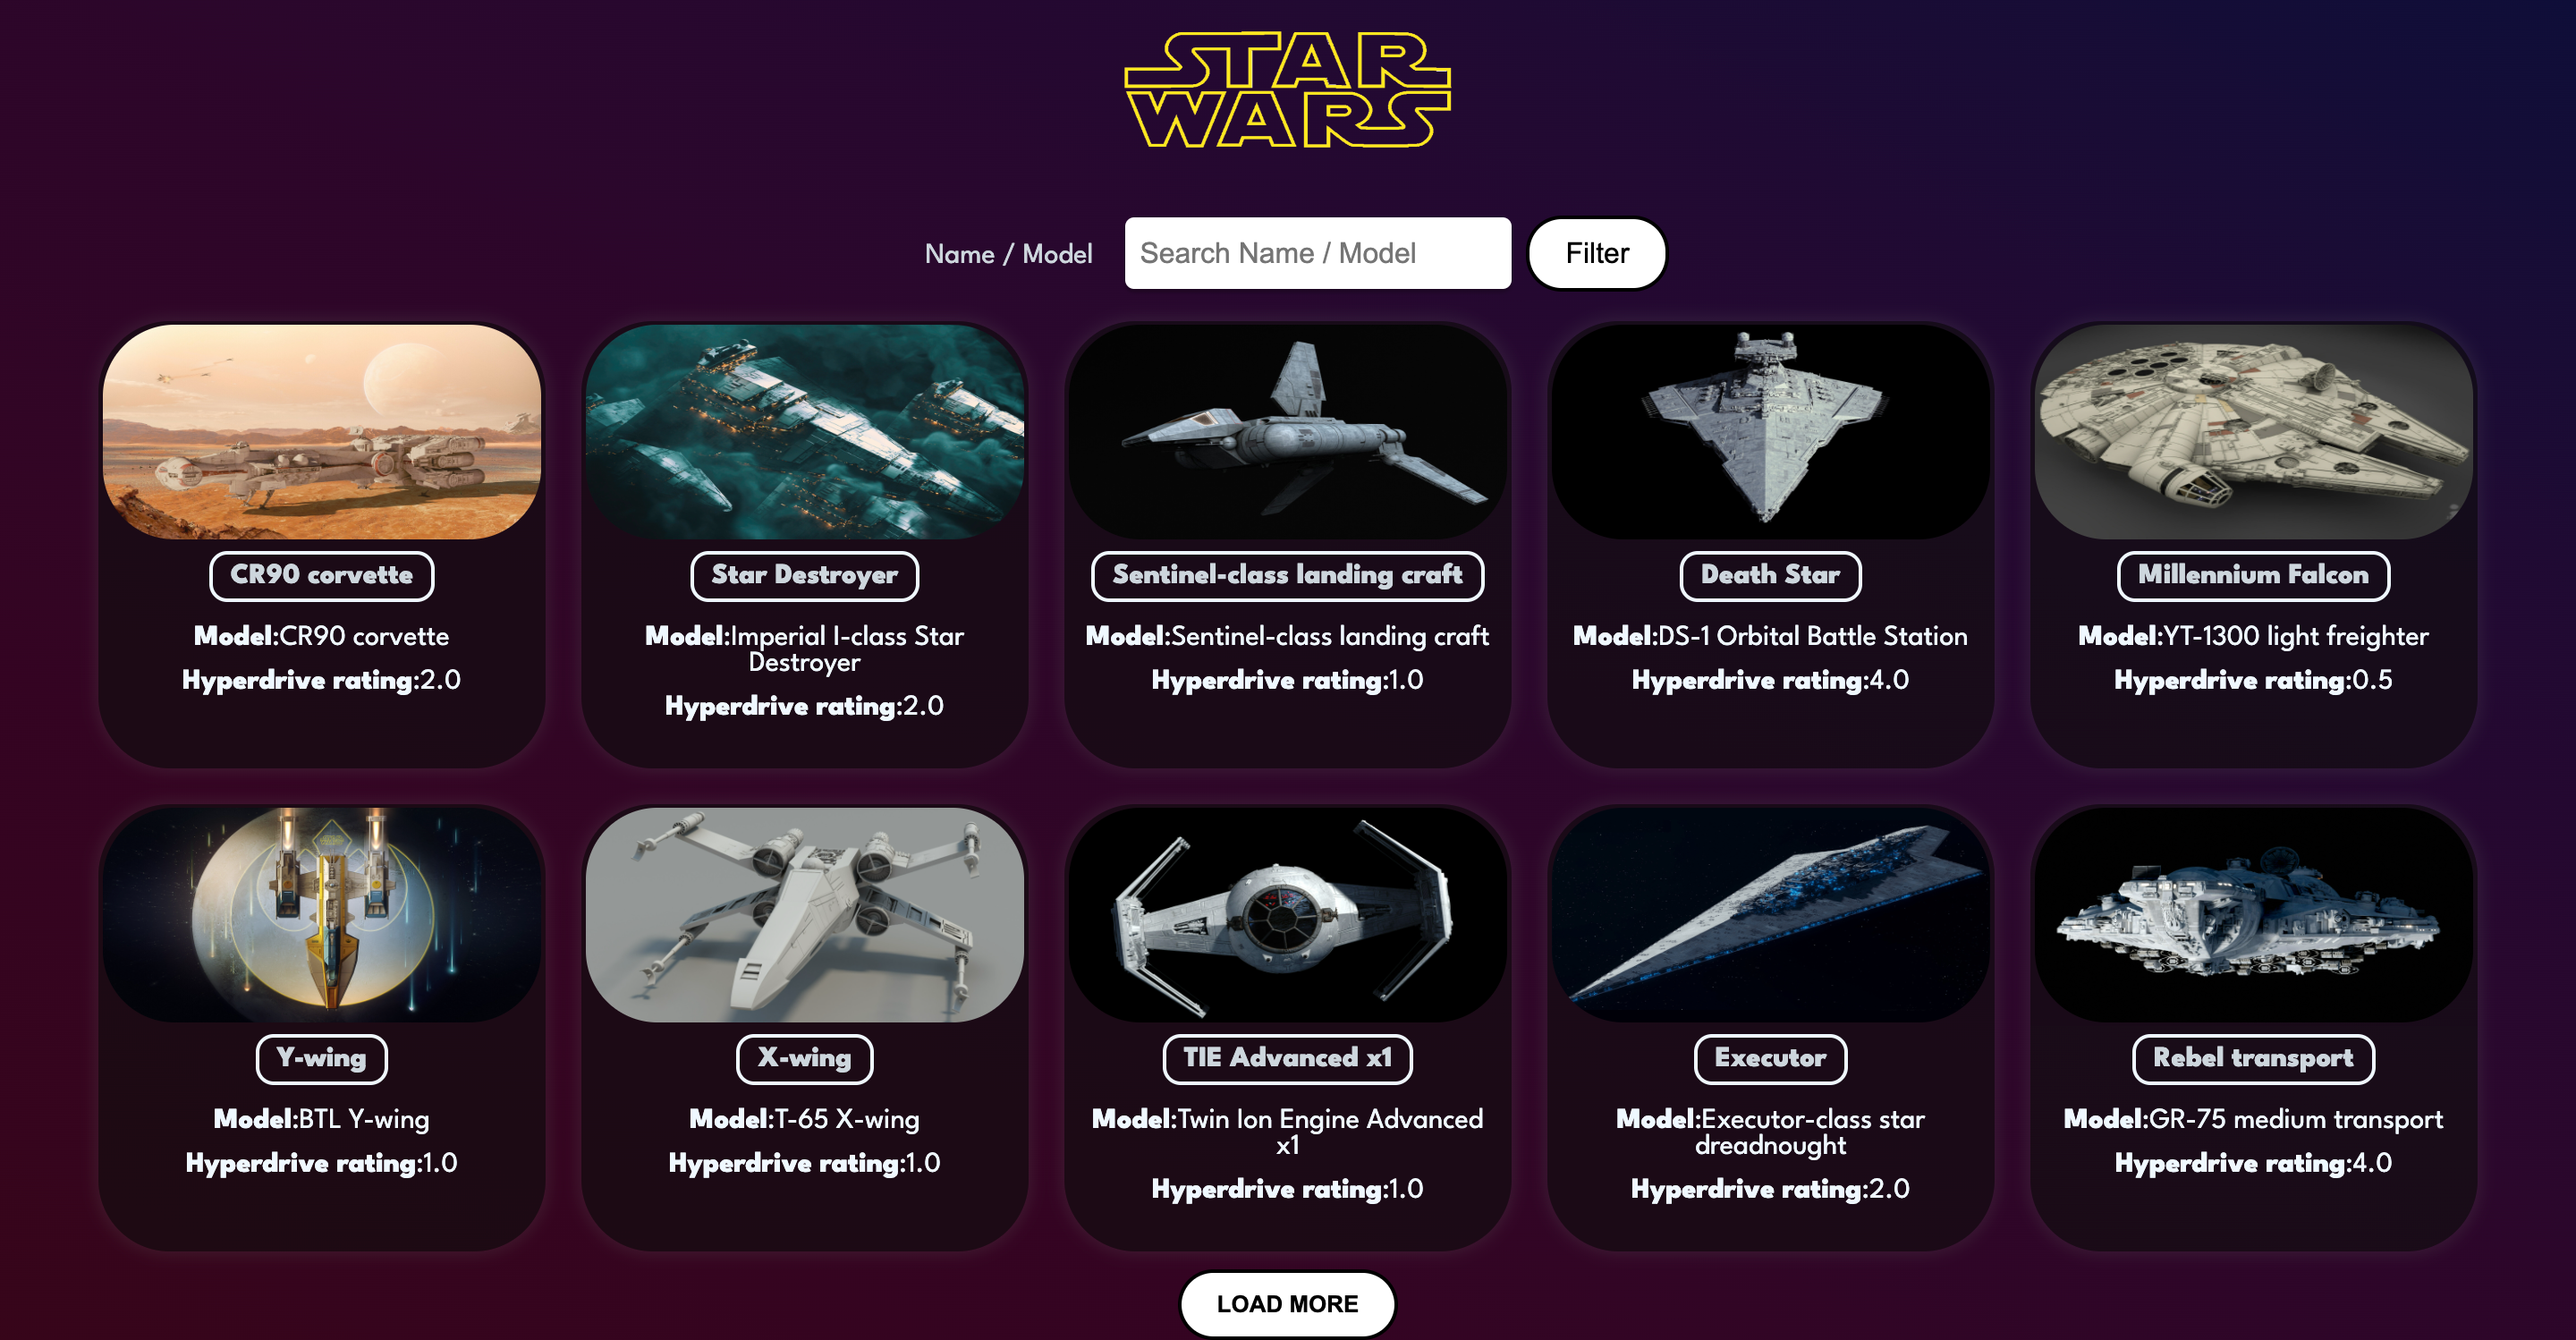 STAR
WARS
Name / Model
Search Name / Model
Filter
CR90 corvette
Model:CR90 corvette
Hyperdrive rating:2.0
Star Destroyer
Model:Imperial I-class Star
Destroyer
Hyperdrive rating:2.0
Sentinel-class landing craft
Model:Sentinel-class landing craft
Hyperdrive rating:1.0
Death Star
Model:DS-1 Orbital Battle Station
Hyperdrive rating:4.0
Millennium Falcon
Model:YT-1300 light freighter
Hyperdrive rating:0.5
Y-wing
Model:BTL Y-wing
Hyperdrive rating:1.0
X-wing
Model:T-65 X-wing
Hyperdrive rating:1.0
TIE Advanced x1
Model:Twin Ion Engine Advanced
x1
Hyperdrive rating:1.0
Executor
Model:Executor-class star
dreadnought
Hyperdrive rating:2.0
Rebel transport
Model:GR-75 medium transport
Hyperdrive rating:4.0
LOAD MORE